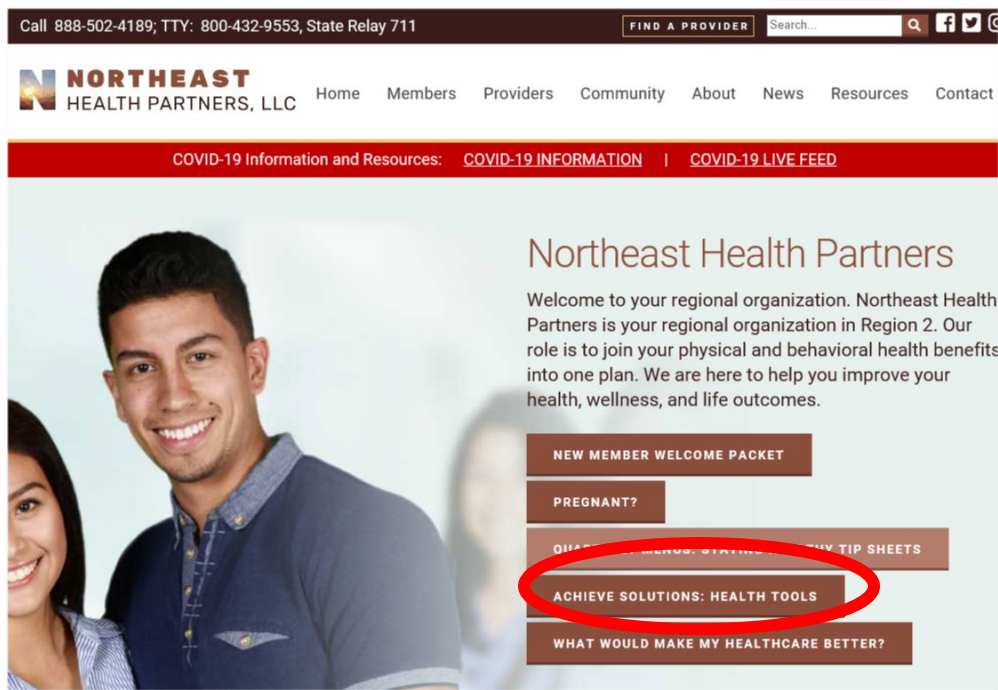 Call 888-502-4189; TTY: 800-432-9553, State Relay 711
FIND A PROVIDER
Search...
NORTHEAST
HEALTH PARTNERS, LLC
Home Members Providers Community About News Resources Contact
COVID-19 Information and Resources: COVID-19 INFORMATION | COVID-19 LIVE FEED
Northeast Health Partners
Welcome to your regional organization. Northeast Health
Partners is your regional organization in Region 2. Our
role is to join your physical and behavioral health benefits
into one plan. We are here to help you improve your
health, wellness, and life outcomes.
NEW MEMBER WELCOME PACKET
PREGNANT?
MENUS: STAYING TIP SHEETS
ACHIEVE SOLUTIONS: HEALTH TOOLS
WHAT WOULD MAKE MY HEALTHCARE BETTER?